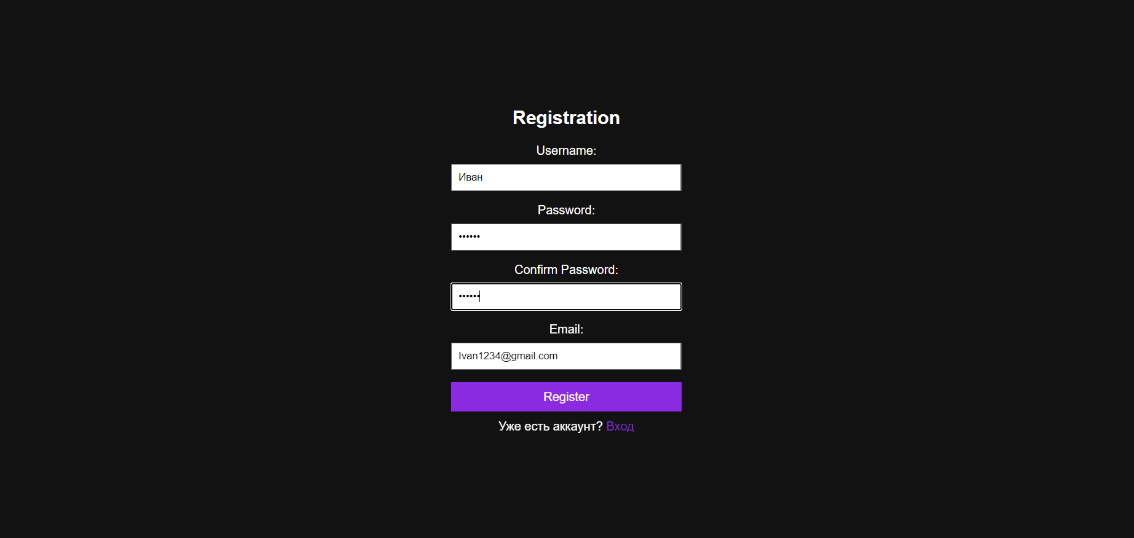 Registration
Username:
Иван
Password:
••••••
Confirm Password:
••••••
Email:
Ivan1234@gmail.com
Register
Уже есть аккаунт? Вход